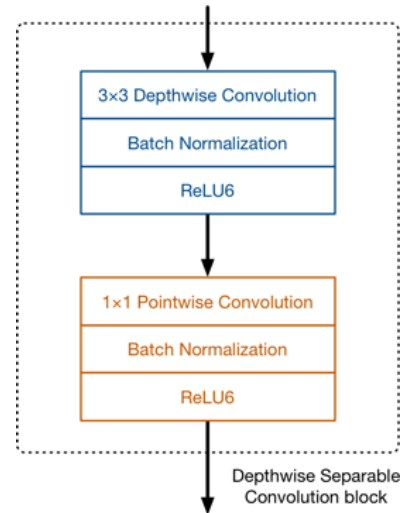 3×3 Depthwise Convolution
Batch Normalization
ReLU6
1×1 Pointwise Convolution
Batch Normalization
ReLU6
Depthwise Separable
Convolution block